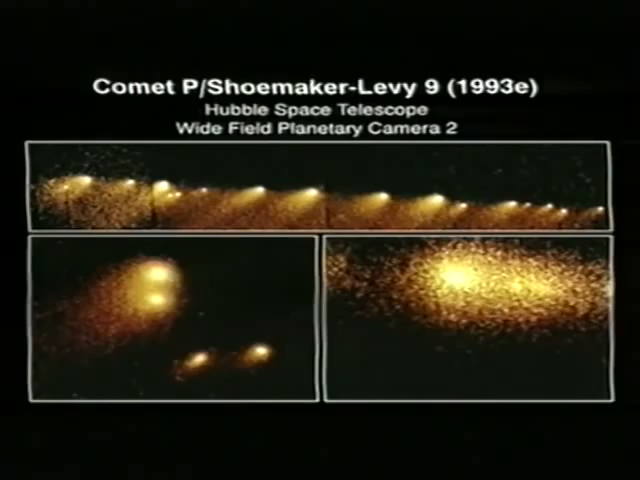 Comet P/Shoemaker-Levy 9 (1993e)
Hubble Space Telescope
Wide Field Planetary Camera 2